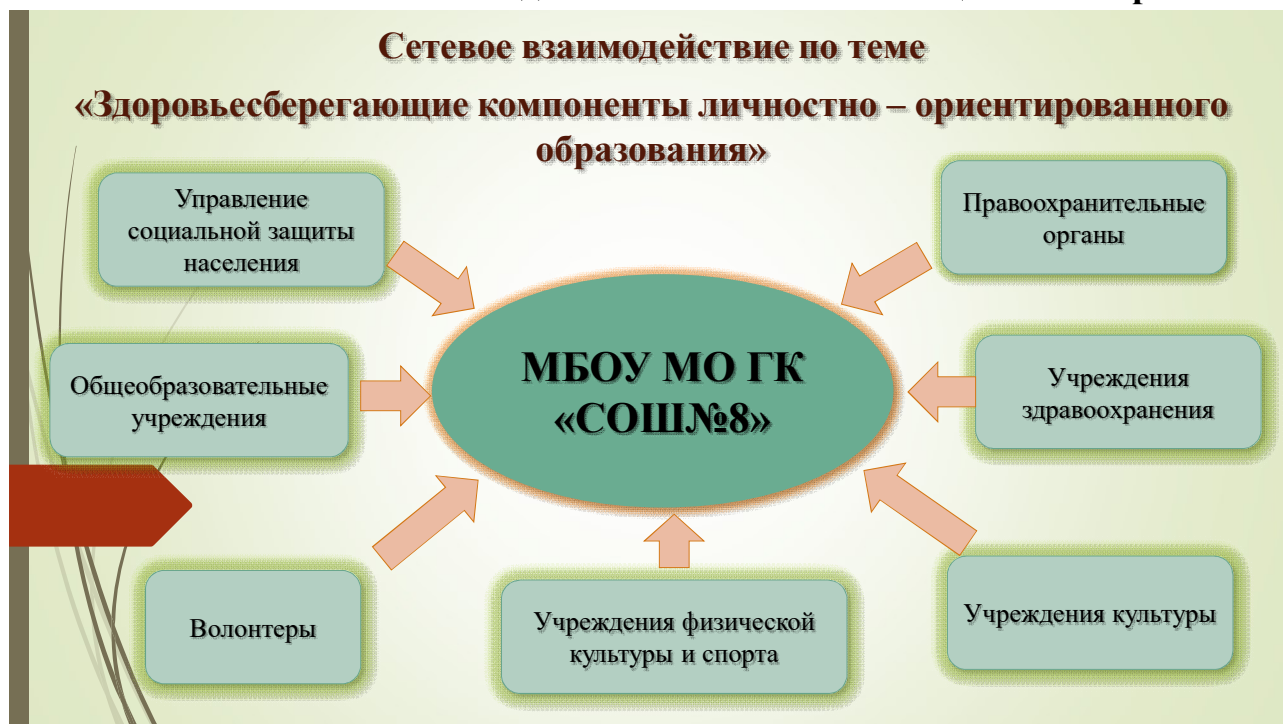 Сетевое взаимодействие по теме
«Здоровьесберегающие компоненты личностно – ориентированного
образования»
Управление
социальной защиты
населения
Правоохранительные
органы
МБОУ МО ГК
«СОШ№8»
Общеобразовательные
учреждения
Учреждения
здравоохранения
Волонтеры
Учреждения физической
культуры и спорта
Учреждения культуры